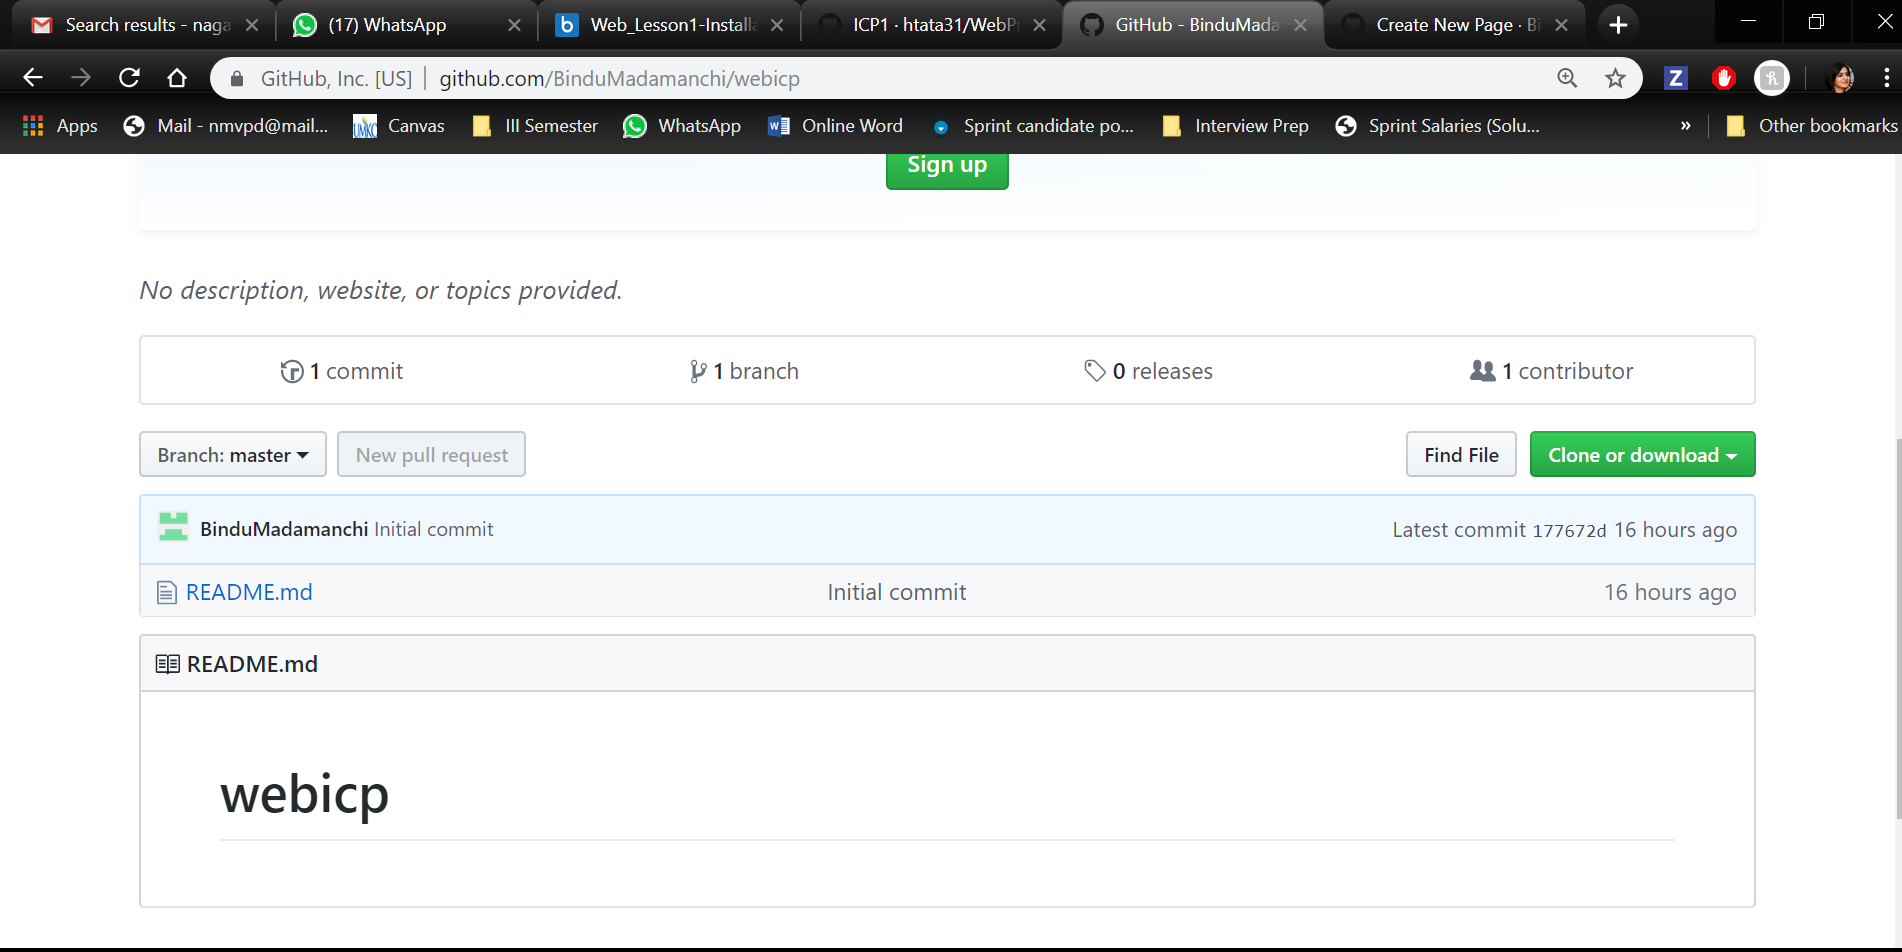 Search results - naga
(17) WhatsApp
Web_Lesson1-Installa
ICP1 · htata31/WebPr
GitHub - BinduMada
Create New Page · Bi
GitHub, Inc. [US] | github.com/BinduMadamanchi/webicp
Apps
Mail - nmvpd@mail...
Canvas
III Semester
WhatsApp
Online Word
Sprint candidate po...
Interview Prep
Sprint Salaries (Solu...
»
Other bookmarks
Sign up
No description, website, or topics provided.
1 commit
1 branch
0 releases
1 contributor
Branch: master
New pull request
Find File
Clone or download
BinduMadamanchi Initial commit
Latest commit 177672d 16 hours ago
README.md
Initial commit
16 hours ago
README.md
webicp